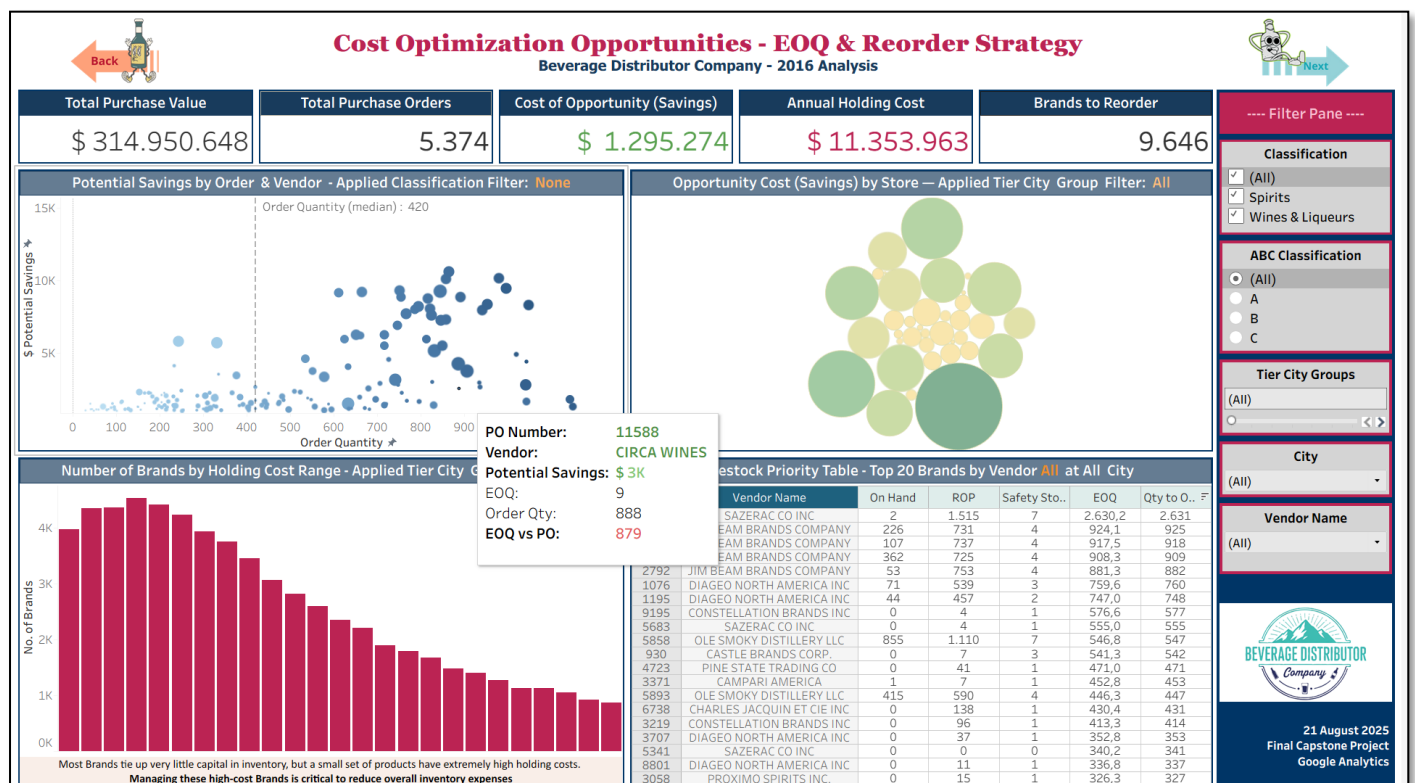 Back
Cost Optimization Opportunities - EOQ & Reorder Strategy
Beverage Distributor Company - 2016 Analysis
Next
Total Purchase Value
$ 314.950.648
Total Purchase Orders
5.374
Cost of Opportunity (Savings)
$ 1.295.274
Annual Holding Cost
$ 11.353.963
Brands to Reorder
9.646
---- Filter Pane ----
Classification
(All)
Spirits
Wines & Liqueurs
ABC Classification
(All)
A
B
C
Tier City Groups
(All)
City
(All)
Vendor Name
(All)
Potential Savings by Order & Vendor - Applied Classification Filter: None
Order Quantity (median) : 420
15K
10K
5K
$ Potential Savings
0 100 200 300 400 500 600 700 800 900
Order Quantity
Opportunity Cost (Savings) by Store — Applied Tier City Group Filter: All
PO Number: 11588
Vendor: CIRCA WINES
Potential Savings: $ 3K
EOQ: 9
Order Qty: 888
EOQ vs PO: 879
Number of Brands by Holding Cost Range - Applied Tier City
4K
3K
2K
1K
0K
No. of Brands
Most Brands tie up very little capital in inventory, but a small set of products have extremely high holding costs.
Managing these high-cost Brands is critical to reduce overall inventory expenses
estock Priority Table - Top 20 Brands by Vendor All at All City
Vendor Name On Hand ROP Safety Sto.. EOQ Qty to O..
SAZERAC CO INC 2 1.515 7 2.630,2 2.631
EAM BRANDS COMPANY 226 731 4 924,1 925
EAM BRANDS COMPANY 107 737 4 917,5 918
EAM BRANDS COMPANY 362 725 4 908,3 909
2792 JIM BEAM BRANDS COMPANY 53 753 4 881,3 882
1076 DIAGEO NORTH AMERICA INC 71 539 3 759,6 760
1195 DIAGEO NORTH AMERICA INC 44 457 2 747,0 748
9195 CONSTELLATION BRANDS INC 0 4 1 576,6 577
5683 SAZERAC CO INC 0 4 1 555,0 555
5858 OLE SMOKY DISTILLERY LLC 855 1.110 7 546,8 547
930 CASTLE BRANDS CORP. 0 7 3 541,3 542
4723 PINE STATE TRADING CO 0 41 1 471,0 471
3371 CAMPARI AMERICA 1 7 1 452,8 453
5893 OLE SMOKY DISTILLERY LLC 415 590 4 446,3 447
6738 CHARLES JACQUIN ET CIE INC 0 138 1 430,4 431
3219 CONSTELLATION BRANDS INC 0 96 1 413,3 414
3707 DIAGEO NORTH AMERICA INC 0 37 1 352,8 353
5341 SAZERAC CO INC 0 0 0 340,2 341
8801 DIAGEO NORTH AMERICA INC 0 11 1 336,8 337
3058 PROXIMO SPIRITS INC. 0 15 1 326,3 327
BEVERAGE DISTRIBUTOR
Company
21 August 2025
Final Capstone Project
Google Analytics